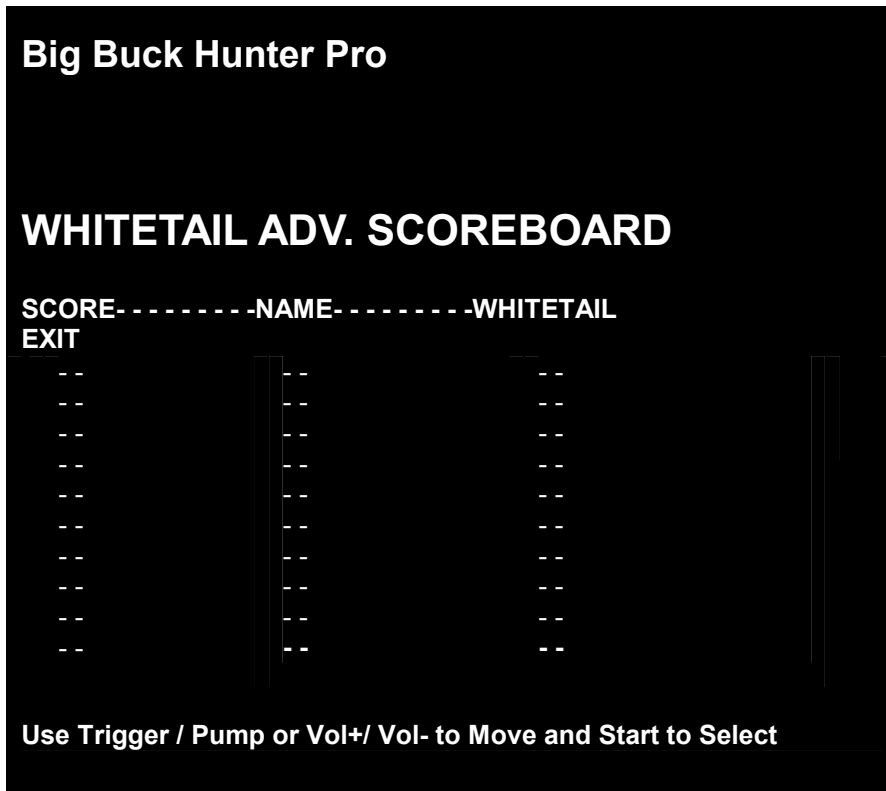 Big Buck Hunter Pro
WHITETAIL ADV. SCOREBOARD
SCORE- - - - - - - - -NAME- - - - - - - - -WHITETAIL
EXIT
- - - - - -
- - - - - -
- - - - - -
- - - - - -
- - - - - -
- - - - - -
- - - - - -
- - - - - -
- - - - - -
- - - - - -
Use Trigger / Pump or Vol+/ Vol- to Move and Start to Select